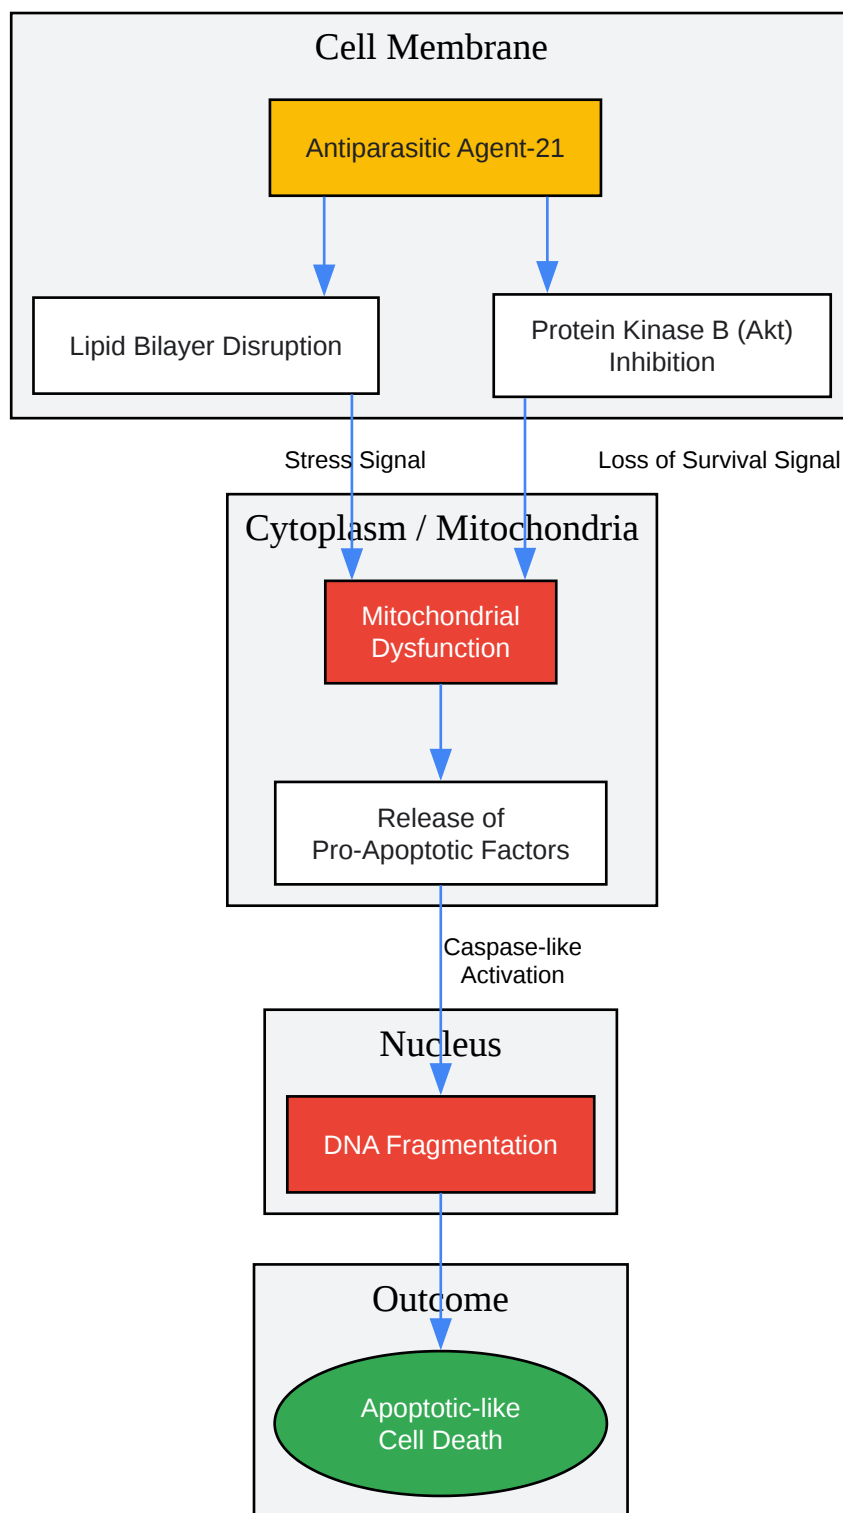 Cell Membrane
Antiparasitic Agent-21
Lipid Bilayer Disruption
Protein Kinase B (Akt)
Inhibition
Stress Signal
Loss of Survival Signal
Cytoplasm / Mitochondria
Mitochondrial
Dysfunction
Release of
Pro-Apoptotic Factors
Caspase-like
Activation
Nucleus
DNA Fragmentation
Outcome
Apoptotic-like
Cell Death